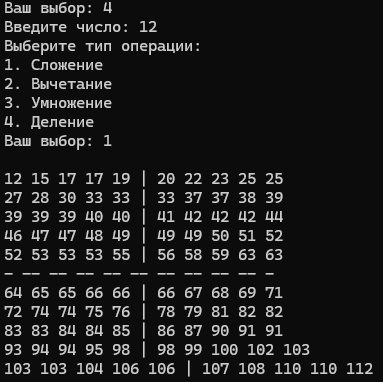 Ваш выбор: 4
Введите число: 12
Выберите тип операции:
1. Сложение
2. Вычетание
3. Умножение
4. Деление
Ваш выбор: 1
12 15 17 17 19 | 20 22 23 25 25
27 28 30 33 33 | 33 37 37 38 39
39 39 39 40 40 | 41 42 42 42 44
46 47 47 48 49 | 49 49 50 51 52
52 53 53 53 55 | 56 58 59 63 63
— —— —— —— —— —— —— —— —— —— —
64 65 65 66 66 | 66 67 68 69 71
72 74 74 75 76 | 78 79 81 82 82
83 83 84 84 85 | 86 87 90 91 91
93 94 94 95 98 | 98 99 100 102 103
103 103 104 106 106 | 107 108 110 110 112